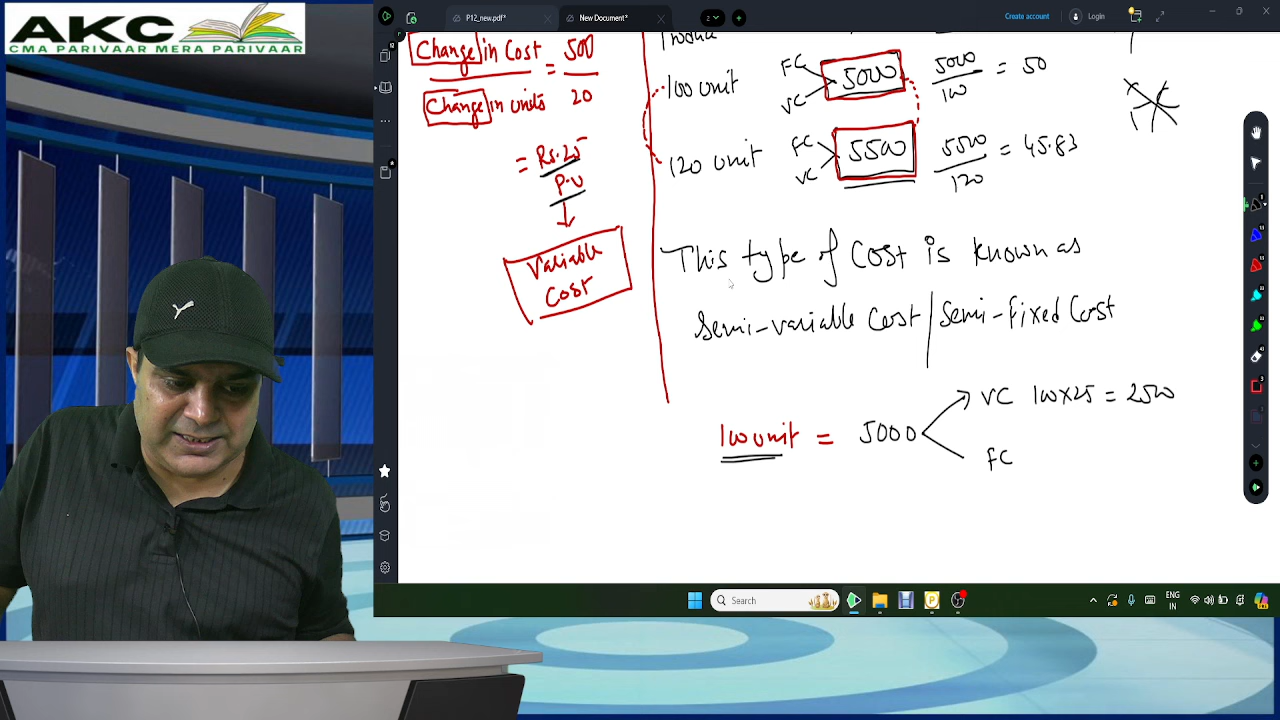 AKC
CMA PARIVAAR MERA PARIVAAR
P12_new.pdf*
New Document*
2
Create account
Login
Change in Cost = 500
Change in units 20
= Rs.25
P.U
Variable
Cost
100 unit FC VC 5000 5000/100 = 50
120 unit FC VC 5500 5500/120 = 45.83
This type of Cost is known as
Semi-variable Cost | Semi-fixed Cost
100 unit = 5000
VC 100x25 = 2500
FC
Search
ENG
IN